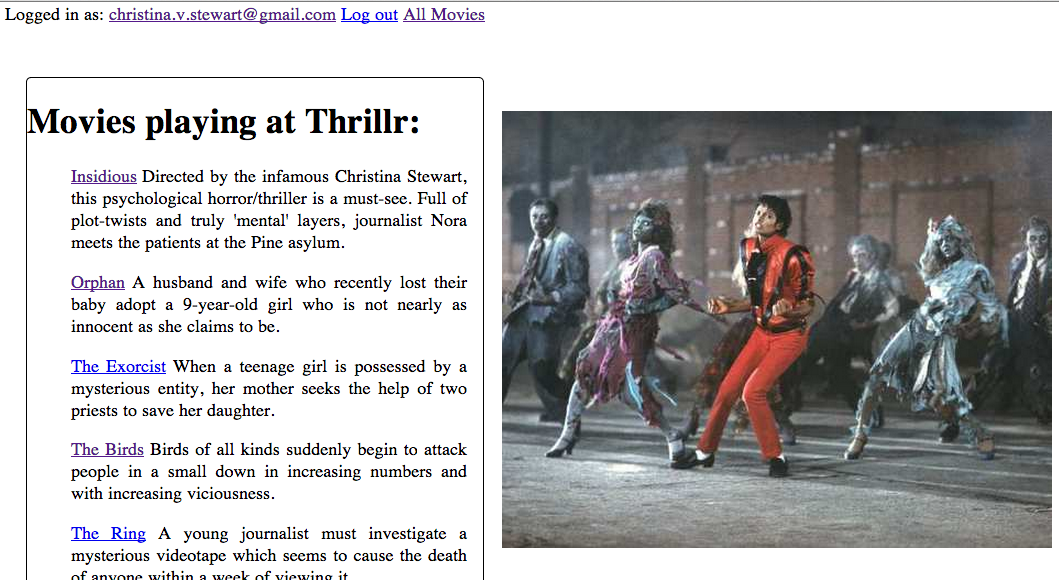 Logged in as: christina.v.stewart@gmail.com Log out All Movies
Movies playing at Thrillr:
Insidious Directed by the infamous Christina Stewart,
this psychological horror/thriller is a must-see. Full of
plot-twists and truly 'mental' layers, journalist Nora
meets the patients at the Pine asylum.
Orphan A husband and wife who recently lost their
baby adopt a 9-year-old girl who is not nearly as
innocent as she claims to be.
The Exorcist When a teenage girl is possessed by a
mysterious entity, her mother seeks the help of two
priests to save her daughter.
The Birds Birds of all kinds suddenly begin to attack
people in a small down in increasing numbers and
with increasing viciousness.
The Ring A young journalist must investigate a
mysterious videotape which seems to cause the death
of anyone within a week of viewing it